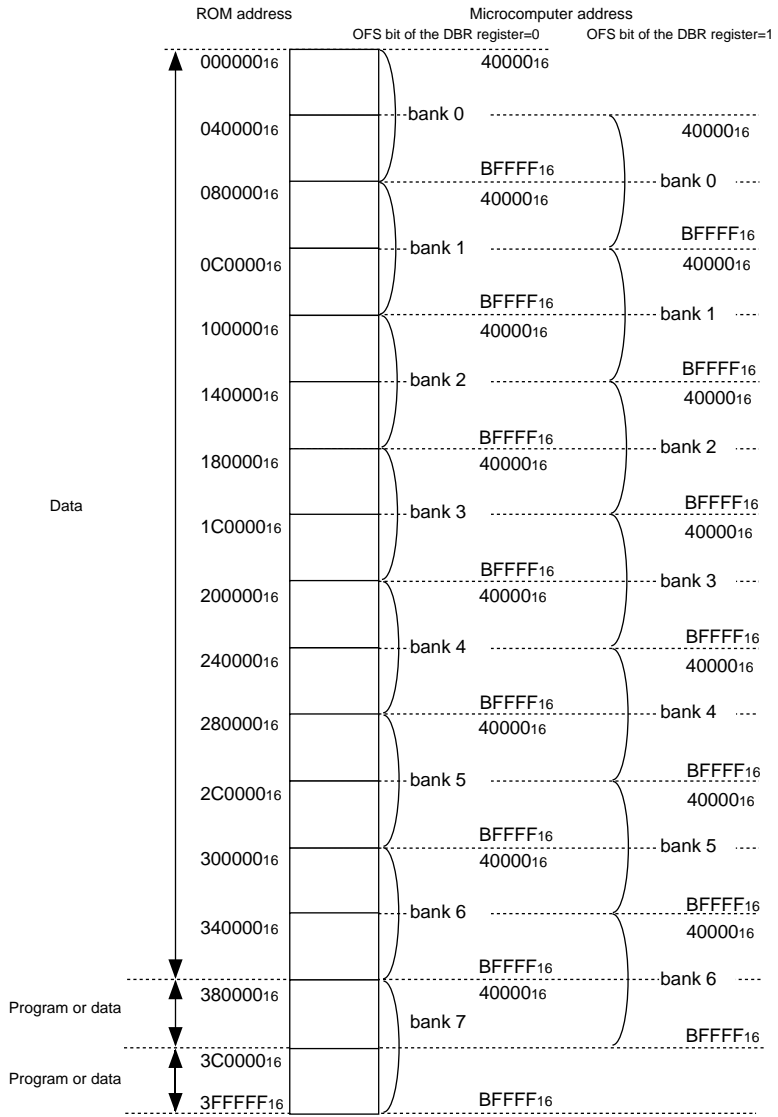 ROM address Microcomputer address
OFS bit of the DBR register=0 OFS bit of the DBR register=1
000000₁₆ 40000₁₆
bank 0
040000₁₆ 40000₁₆
BFFFF₁₆ bank 0
080000₁₆ 40000₁₆
bank 1 BFFFF₁₆
0C0000₁₆ 40000₁₆
BFFFF₁₆ bank 1
100000₁₆ 40000₁₆
bank 2 BFFFF₁₆
140000₁₆ 40000₁₆
BFFFF₁₆ bank 2
180000₁₆ 40000₁₆
Data
bank 3 BFFFF₁₆
1C0000₁₆ 40000₁₆
BFFFF₁₆ bank 3
200000₁₆ 40000₁₆
bank 4 BFFFF₁₆
240000₁₆ 40000₁₆
BFFFF₁₆ bank 4
280000₁₆ 40000₁₆
bank 5 BFFFF₁₆
2C0000₁₆ 40000₁₆
BFFFF₁₆ bank 5
300000₁₆ 40000₁₆
bank 6 BFFFF₁₆
340000₁₆ 40000₁₆
BFFFF₁₆ bank 6
380000₁₆ 40000₁₆
Program or data
bank 7 BFFFF₁₆
3C0000₁₆
Program or data
3FFFFF₁₆ BFFFF₁₆